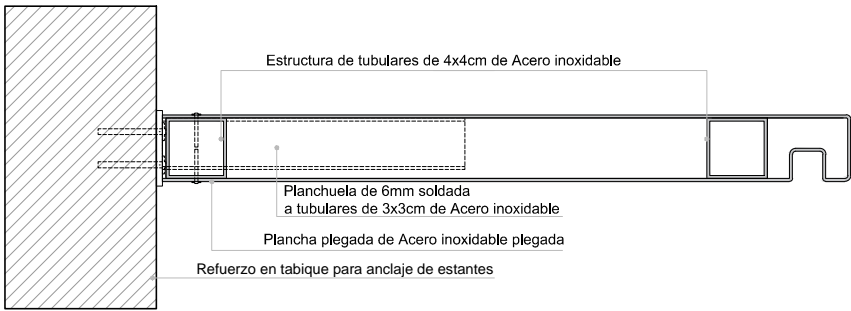 Estructura de tubulares de 4x4cm de Acero inoxidable
Planchuela de 6mm soldada
a tubulares de 3x3cm de Acero inoxidable
Plancha plegada de Acero inoxidable plegada
Refuerzo en tabique para anclaje de estantes